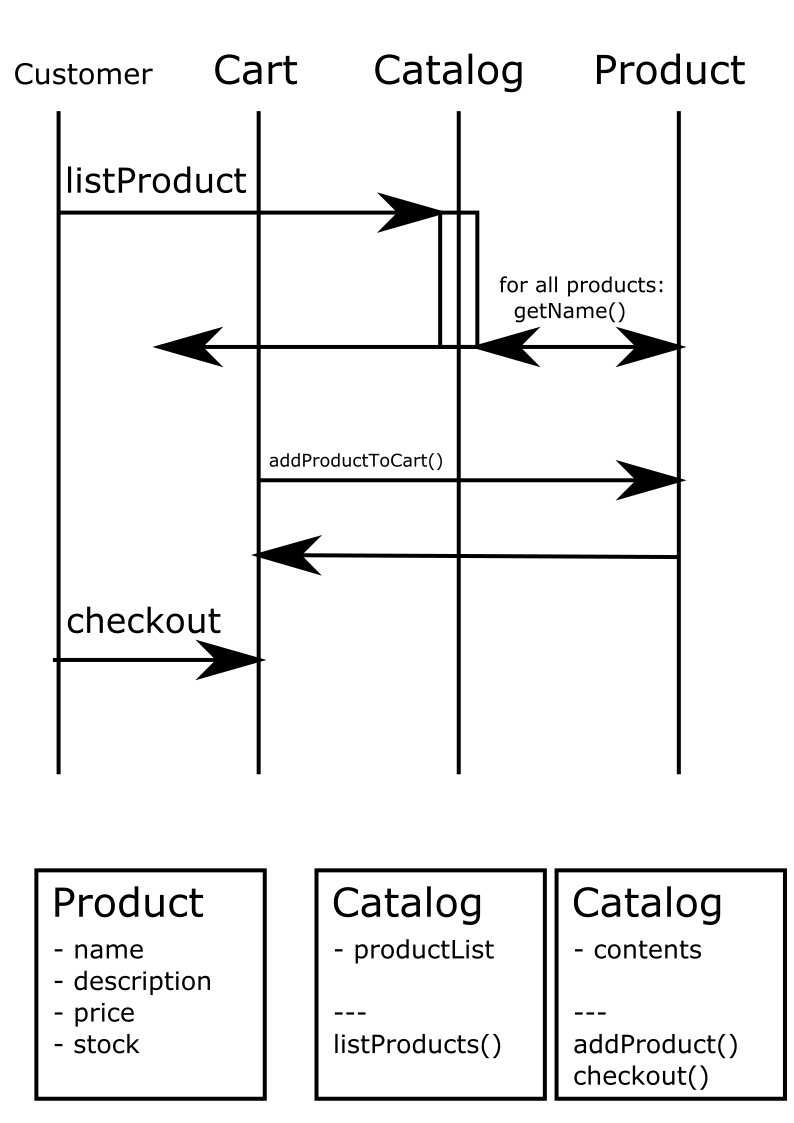 Customer Cart Catalog Product
listProduct
for all products:
getName()
addProductToCart()
checkout
Product
- name
- description
- price
- stock
Catalog
- productList
---
listProducts()
Catalog
- contents
---
addProduct()
checkout()